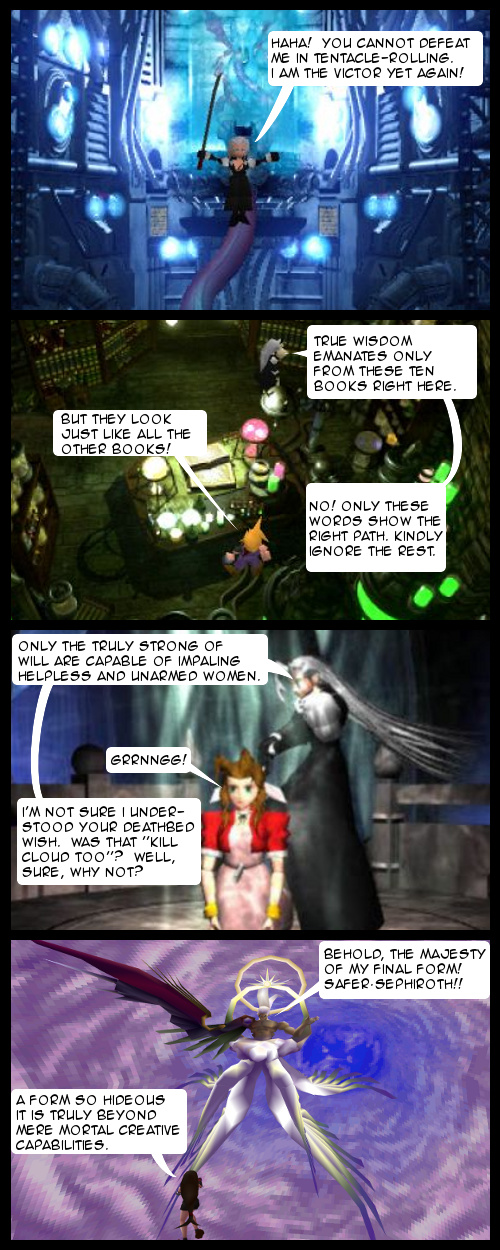 HAHA! YOU CANNOT DEFEAT
ME IN TENTACLE-ROLLING.
I AM THE VICTOR YET AGAIN!
TRUE WISDOM
EMANATES ONLY
FROM THESE TEN
BOOKS RIGHT HERE.
BUT THEY LOOK
JUST LIKE ALL THE
OTHER BOOKS!
NO! ONLY THESE
WORDS SHOW THE
RIGHT PATH. KINDLY
IGNORE THE REST.
ONLY THE TRULY STRONG OF
WILL ARE CAPABLE OF IMPALING
HELPLESS AND UNARMED WOMEN.
GRRNNGG!
I'M NOT SURE I UNDER-
STOOD YOUR DEATHBED
WISH. WAS THAT "KILL
CLOUD TOO"? WELL,
SURE, WHY NOT?
BEHOLD, THE MAJESTY
OF MY FINAL FORM!
SAFER·SEPHIROTH!!
A FORM SO HIDEOUS
IT IS TRULY BEYOND
MERE MORTAL CREATIVE
CAPABILITIES.